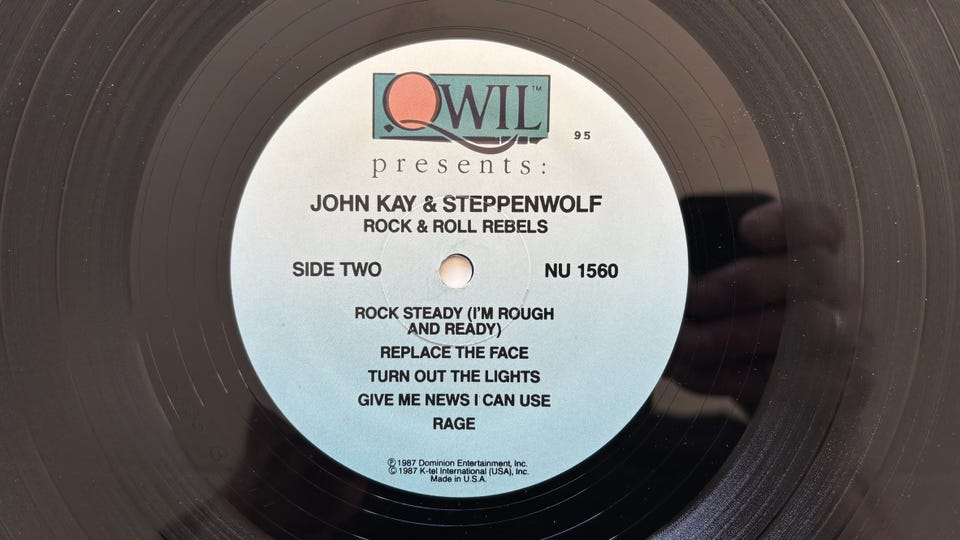 QWIL™
95
presents:
JOHN KAY & STEPPENWOLF
ROCK & ROLL REBELS
SIDE TWO
NU 1560
ROCK STEADY (I'M ROUGH
AND READY)
REPLACE THE FACE
TURN OUT THE LIGHTS
GIVE ME NEWS I CAN USE
RAGE
℗1987 Dominion Entertainment, Inc.
©1987 K-tel International (USA), Inc.
Made in U.S.A.